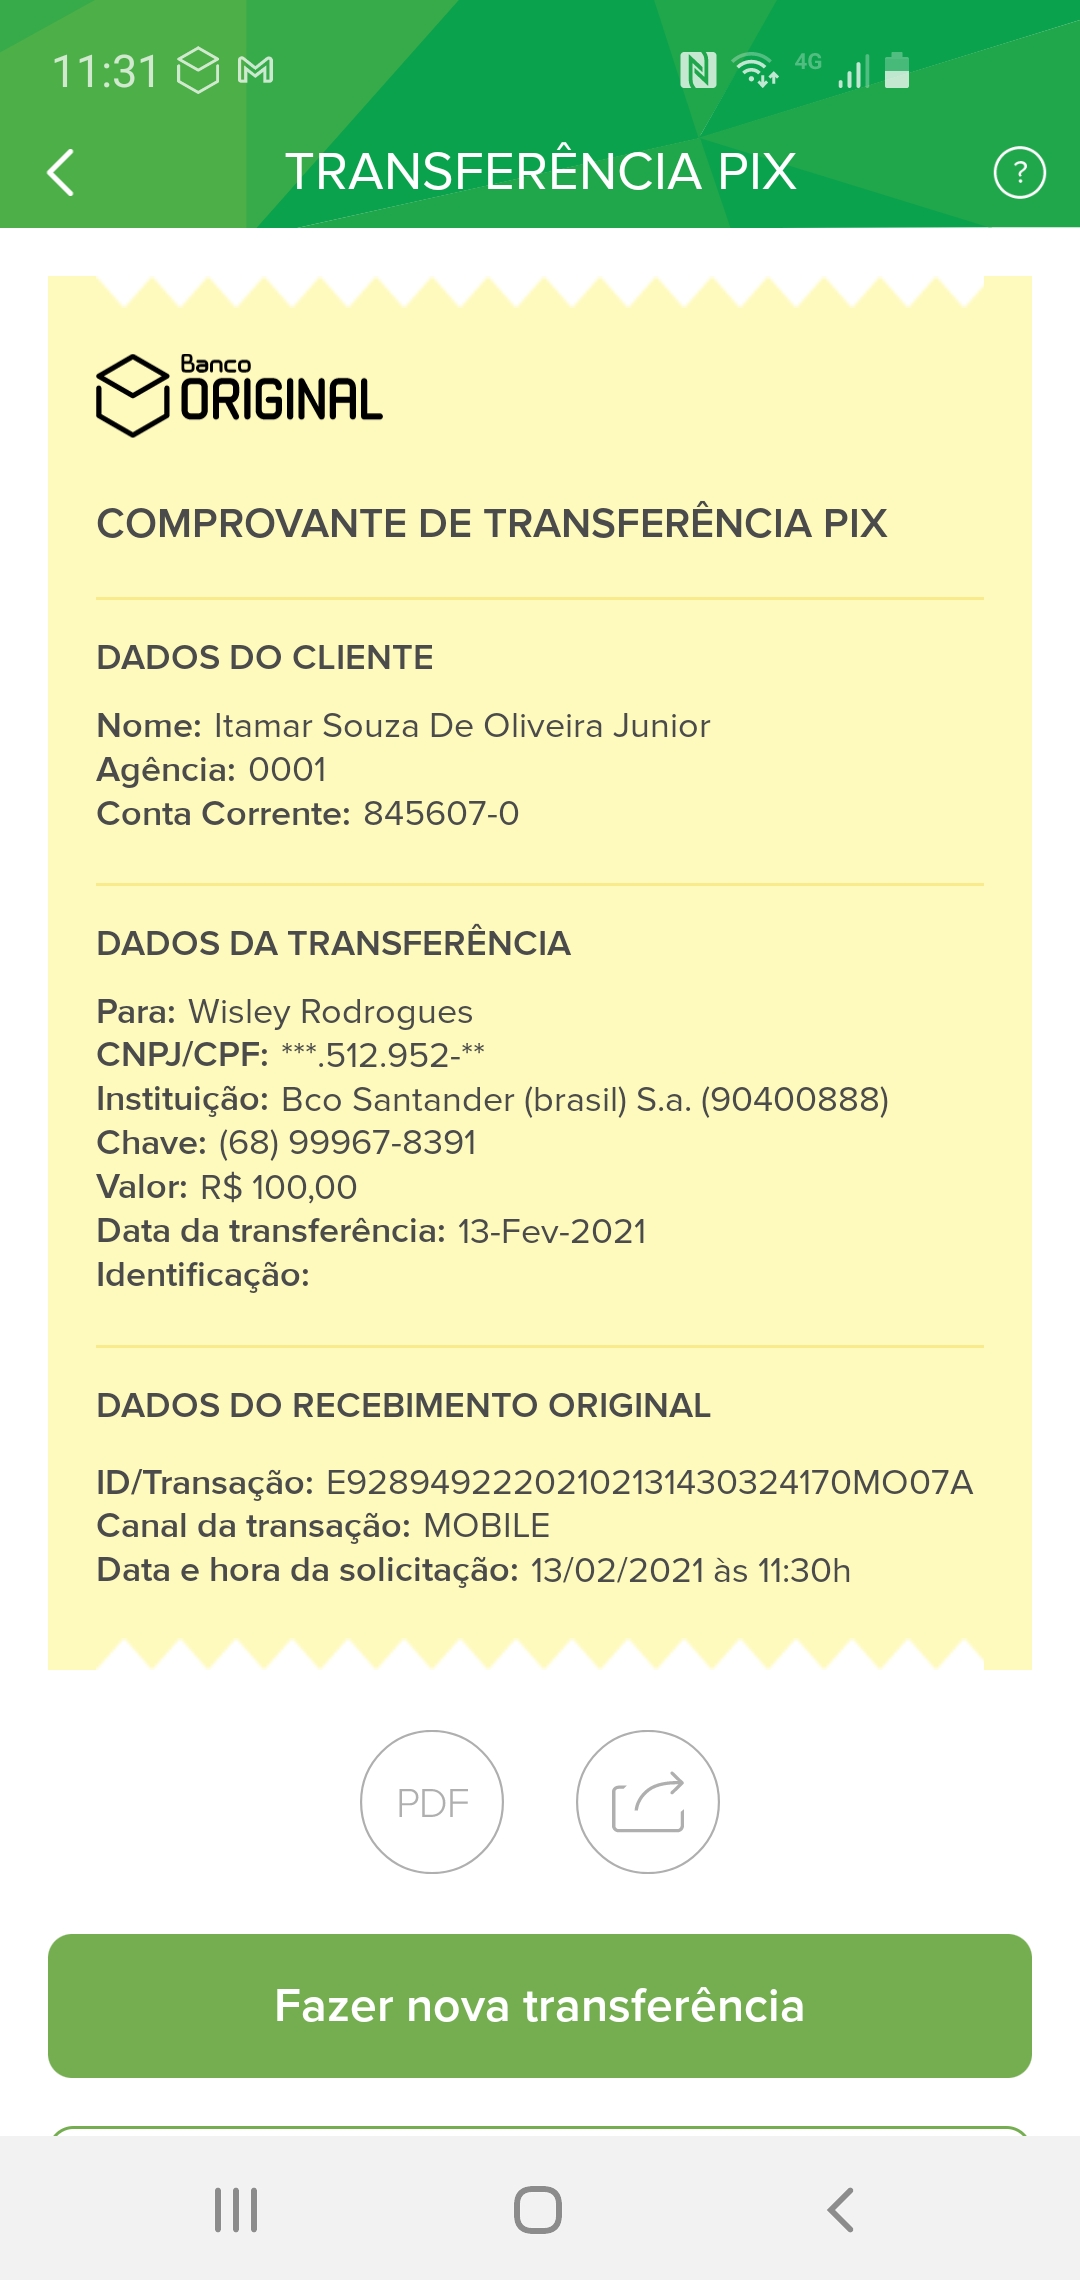 11:31 4G
TRANSFERÊNCIA PIX
?
Banco
ORIGINAL
COMPROVANTE DE TRANSFERÊNCIA PIX
DADOS DO CLIENTE
Nome: Itamar Souza De Oliveira Junior
Agência: 0001
Conta Corrente: 845607-0
DADOS DA TRANSFERÊNCIA
Para: Wisley Rodrogues
CNPJ/CPF: ***.512.952-**
Instituição: Bco Santander (brasil) S.a. (90400888)
Chave: (68) 99967-8391
Valor: R$ 100,00
Data da transferência: 13-Fev-2021
Identificação:
DADOS DO RECEBIMENTO ORIGINAL
ID/Transação: E92894922202102131430324170MO07A
Canal da transação: MOBILE
Data e hora da solicitação: 13/02/2021 às 11:30h
PDF
Fazer nova transferência